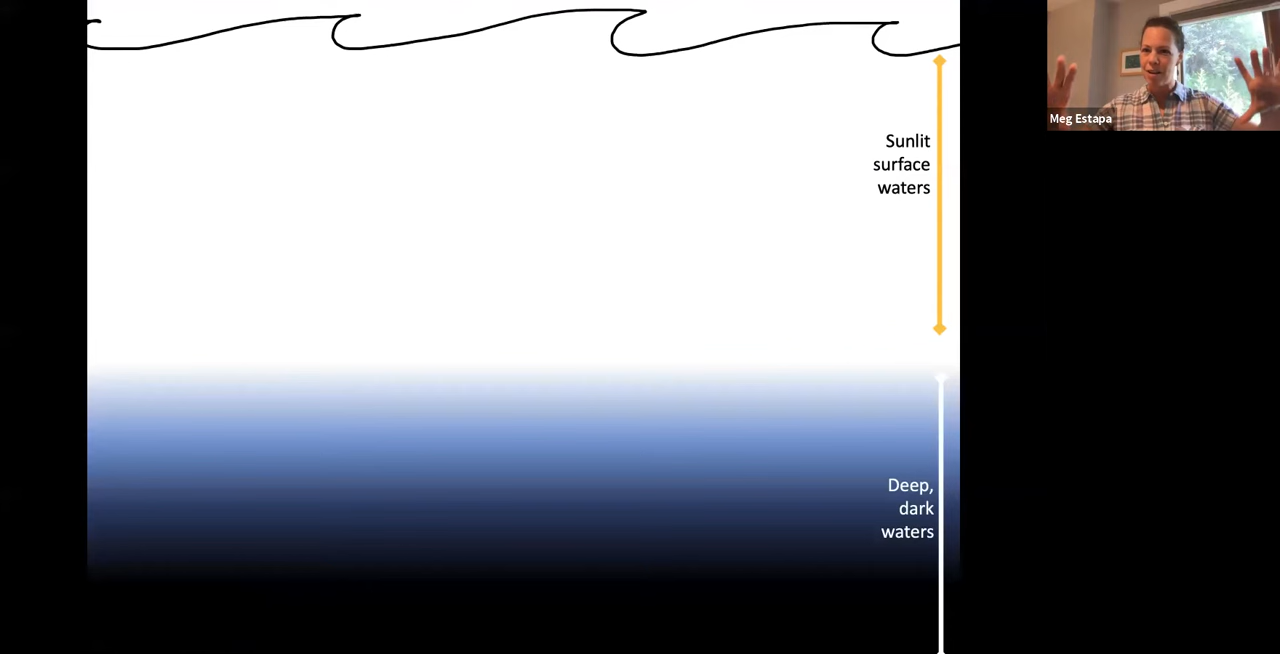 Meg Estapa
Sunlit
surface
waters
Deep,
dark
waters